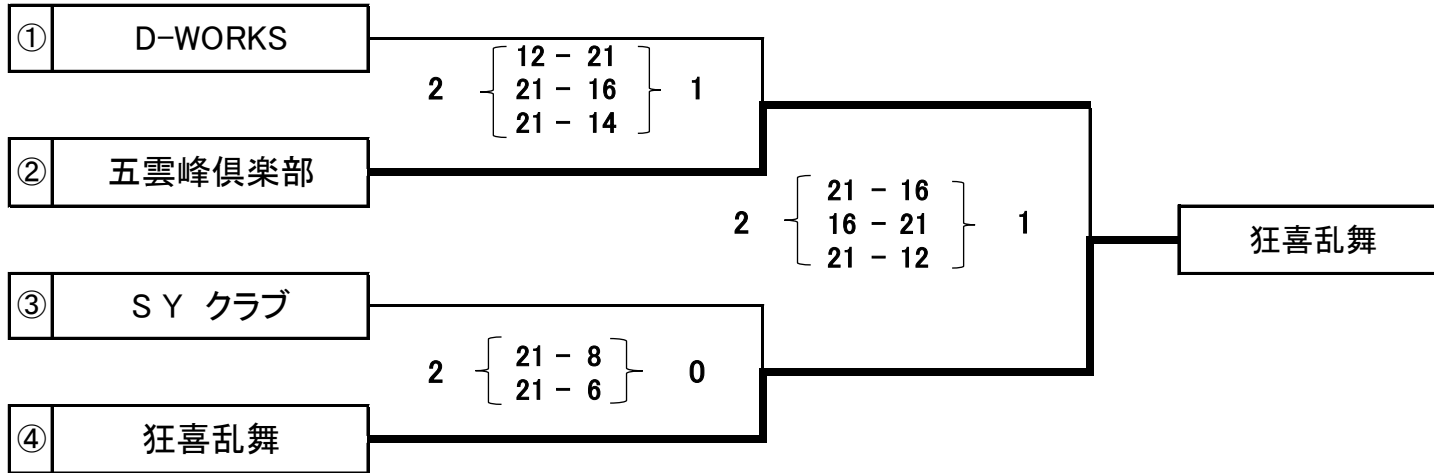 ① D-WORKS
12 - 21
2 21 - 16 1
21 - 14
② 五雲峰倶楽部
21 - 16
2 16 - 21 1
21 - 12
狂喜乱舞
③ SY クラブ
21 - 8
2 0
21 - 6
④ 狂喜乱舞